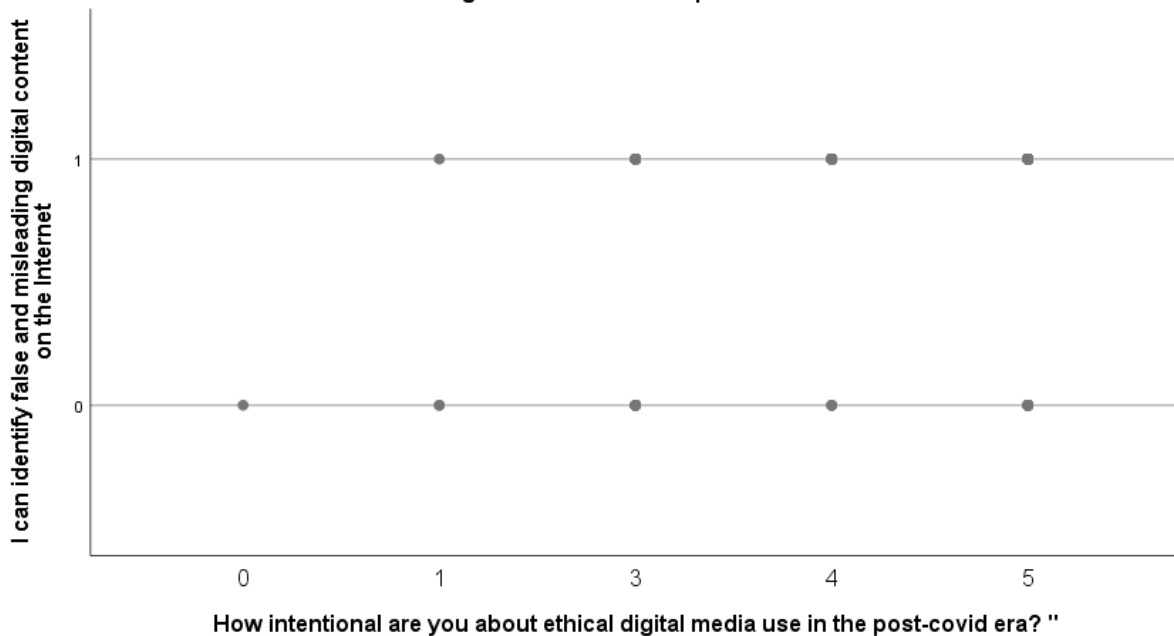 I can identify false and misleading digital content
on the Internet
1
0
0 1 3 4 5
How intentional are you about ethical digital media use in the post-covid era? "